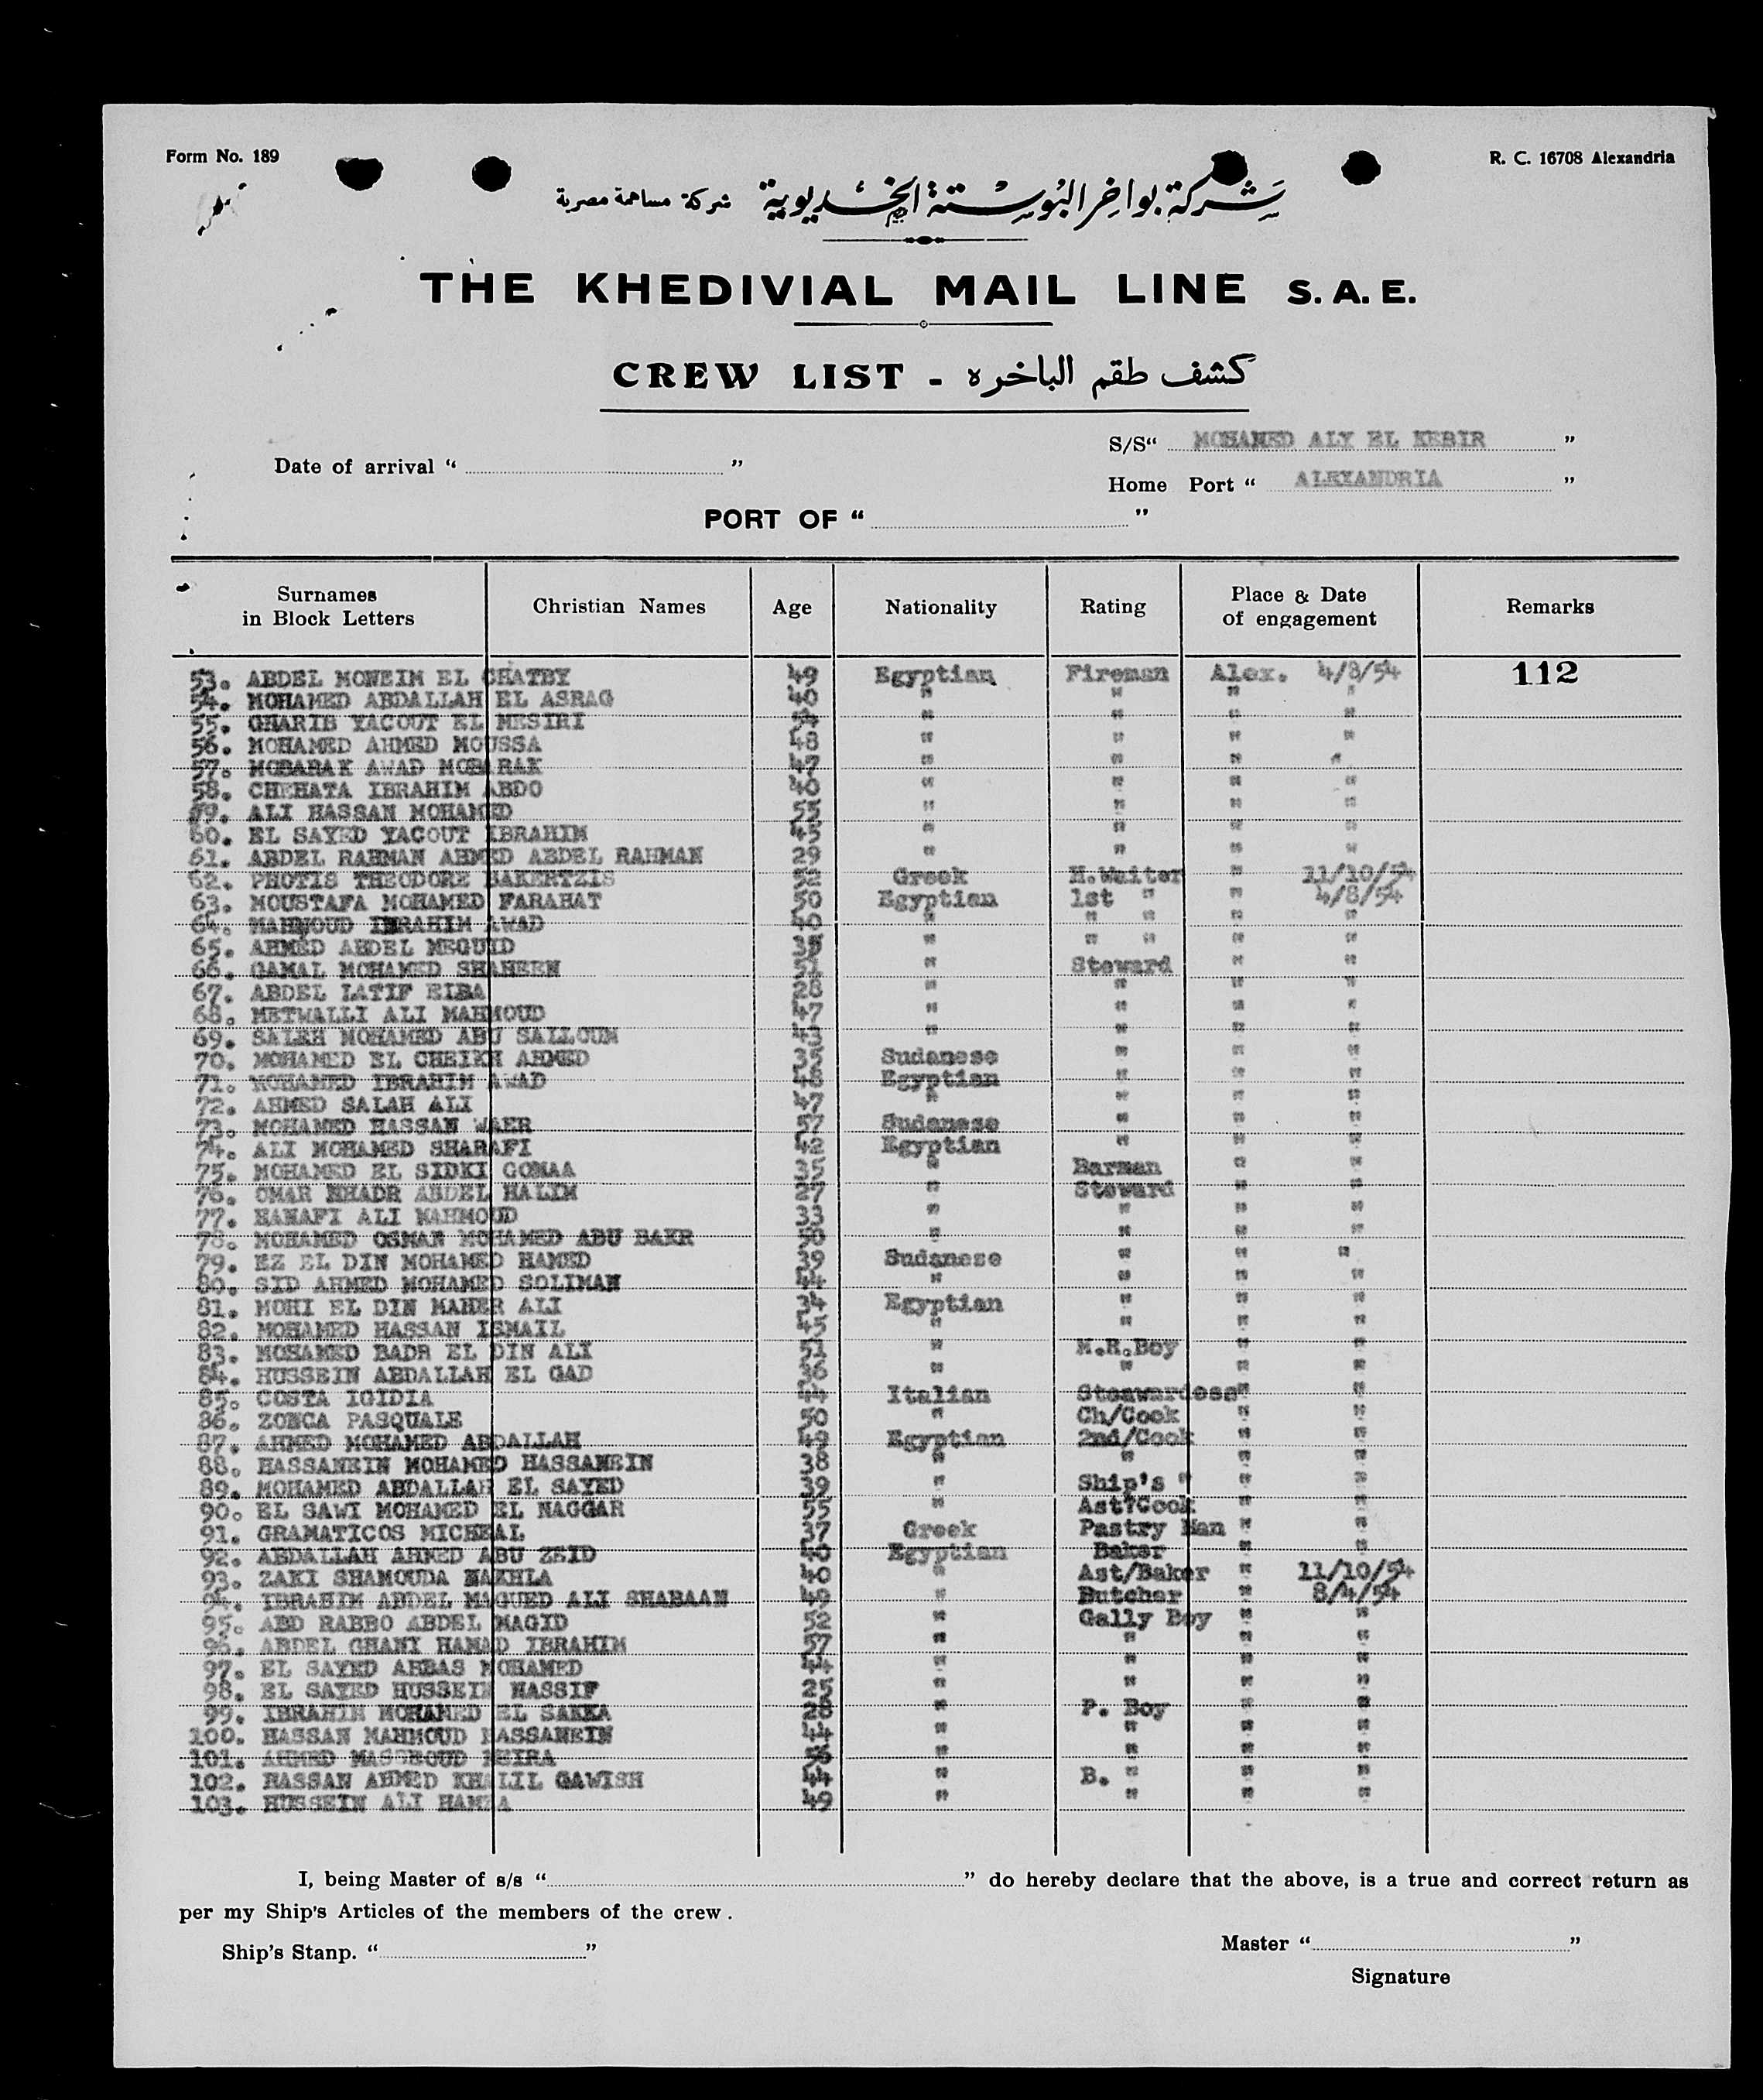 Form No. 189
R. C. 16708 Alexandria
شركة بواخر البوستة الخديوية شركة مساهمة مصرية
THE KHEDIVIAL MAIL LINE S. A. E.
CREW LIST - كشف طقم الباخره
S/S“ MOHAMED ALY EL KEBIR ”
Date of arrival “ ”
Home Port “ ALEXANDRIA ”
PORT OF “ ”
Surnames in Block Letters Christian Names Age Nationality Rating Place & Date of engagement Remarks
53. ABDEL MONEIM EL CHATBY 49 Egyptian Fireman Alex. 4/8/54 112
54. MOHAMED ABDALLAH EL ASRAG 40 " " " "
55. GHARIB YACOUT EL MESIRI " " " "
56. MOHAMED AHMED MOUSSA 48 " " " "
57. MOBARAK AWAD MOBARAK 47 " " " "
58. CHEHATA IBRAHIM ABDO 40 " " " "
59. ALI HASSAN MOHAMED 55 " " " "
60. EL SAYED YACOUT IBRAHIM 45 " " " "
61. ABDEL RAHMAN AHMED ABDEL RAHMAN 29 " " " "
62. PHOTIS THEODORE BAKERTZIS 52 Greek H.Waiter " 11/10/54
63. MOUSTAFA MOHAMED FARAHAT 50 Egyptian 1st " " 4/8/54
64. MAHMOUD IBRAHIM AWAD 40 " " " " "
65. AHMED ABDEL MEGUID 38 " " " " "
66. GAMAL MOHAMED SHAHEEN 51 " Steward " "
67. ABDEL LATIF EIBA 28 " " " "
68. METWALLI ALI MAHMOUD 47 " " " "
69. SALEH MOHAMED ABU SALLOUM 43 " " " "
70. MOHAMED EL CHEIKH AHMED 35 Sudanese " " "
71. MOHAMED IBRAHIM AWAD 48 Egyptian " " "
72. AHMED SALAH ALI 47 " " " "
73. MOHAMED HASSAN WAER 57 Sudanese " " "
74. ALI MOHAMED SHARAFI 42 Egyptian " " "
75. MOHAMED EL SIDKI GOMAA 35 " Barman " "
76. OMAR KHADR ABDEL HALIM 27 " Steward " "
77. HANAFI ALI MAHMOUD 33 " " " "
78. MOHAMED OSMAN MOHAMED ABU BAKR 50 " " " "
79. EZ EL DIN MOHAMED HAMED 39 Sudanese " " "
80. SID AHMED MOHAMED SOLIMAN 44 " " " "
81. MOHI EL DIN MAHER ALI 34 Egyptian " " "
82. MOHAMED HASSAN ISMAIL 45 " " " "
83. MOHAMED BADR EL DIN ALI 51 " M.R.Boy " "
84. HUSSEIN ABDALLAH EL GAD 36 " " " "
85. COSTA IGIDIA 44 Italian Steawardess " "
86. ZONCA PASQUALE 50 " Ch/Cook " "
87. AHMED MOHAMED ABDALLAH 49 Egyptian 2nd/Cook " "
88. HASSANEIN MOHAMED HASSANEIN 38 " " " "
89. MOHAMED ABDALLAH EL SAYED 39 " Ship's " " "
90. EL SAWI MOHAMED EL NAGGAR 55 " Ast?Cook " "
91. GRAMATICOS MICHEAL 37 Greek Pastry Man " "
92. ABDALLAH AHMED ABU ZEID 40 Egyptian Baker " "
93. ZAKI SHAMOUDA NAKHLA 40 " Ast/Baker " 11/10/54
94. IBRAHIM ABDEL MAGUED ALI SHABAAN 49 " Butcher " 8/4/54
95. ABD RABBO ABDEL MAGID 52 " Gally Boy " "
96. ABDEL GHANI HAMAD IBRAHIM 57 " " " "
97. EL SAYED ABBAS MOHAMED 44 " " " "
98. EL SAYED HUSSEIN NASSIF 25 " " " "
99. IBRAHIM MOHAMED EL SAKKA 28 " P. Boy " "
100. HASSAN MAHMOUD HASSANEIN 44 " " " "
101. AHMED " " " "
102. HASSAN AHMED KHALIL GAWISH 44 " B. " " "
103. HUSSEIN ALI HAMZA 49 " " " "
I, being Master of s/s “ ” do hereby declare that the above, is a true and correct return as
per my Ship's Articles of the members of the crew.
Ship's Stanp. “ ”
Master “ ”
Signature